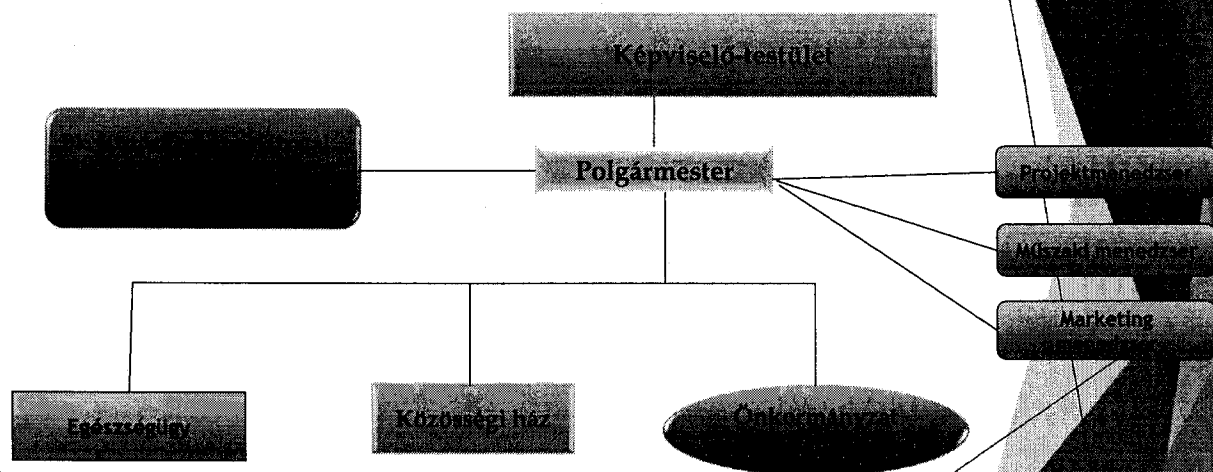 Képviselő-testület
Polgármester
Projektmenedzser
Műszaki menedzser
Marketing
Egészségügy
Közösségi ház
Önkormányzat